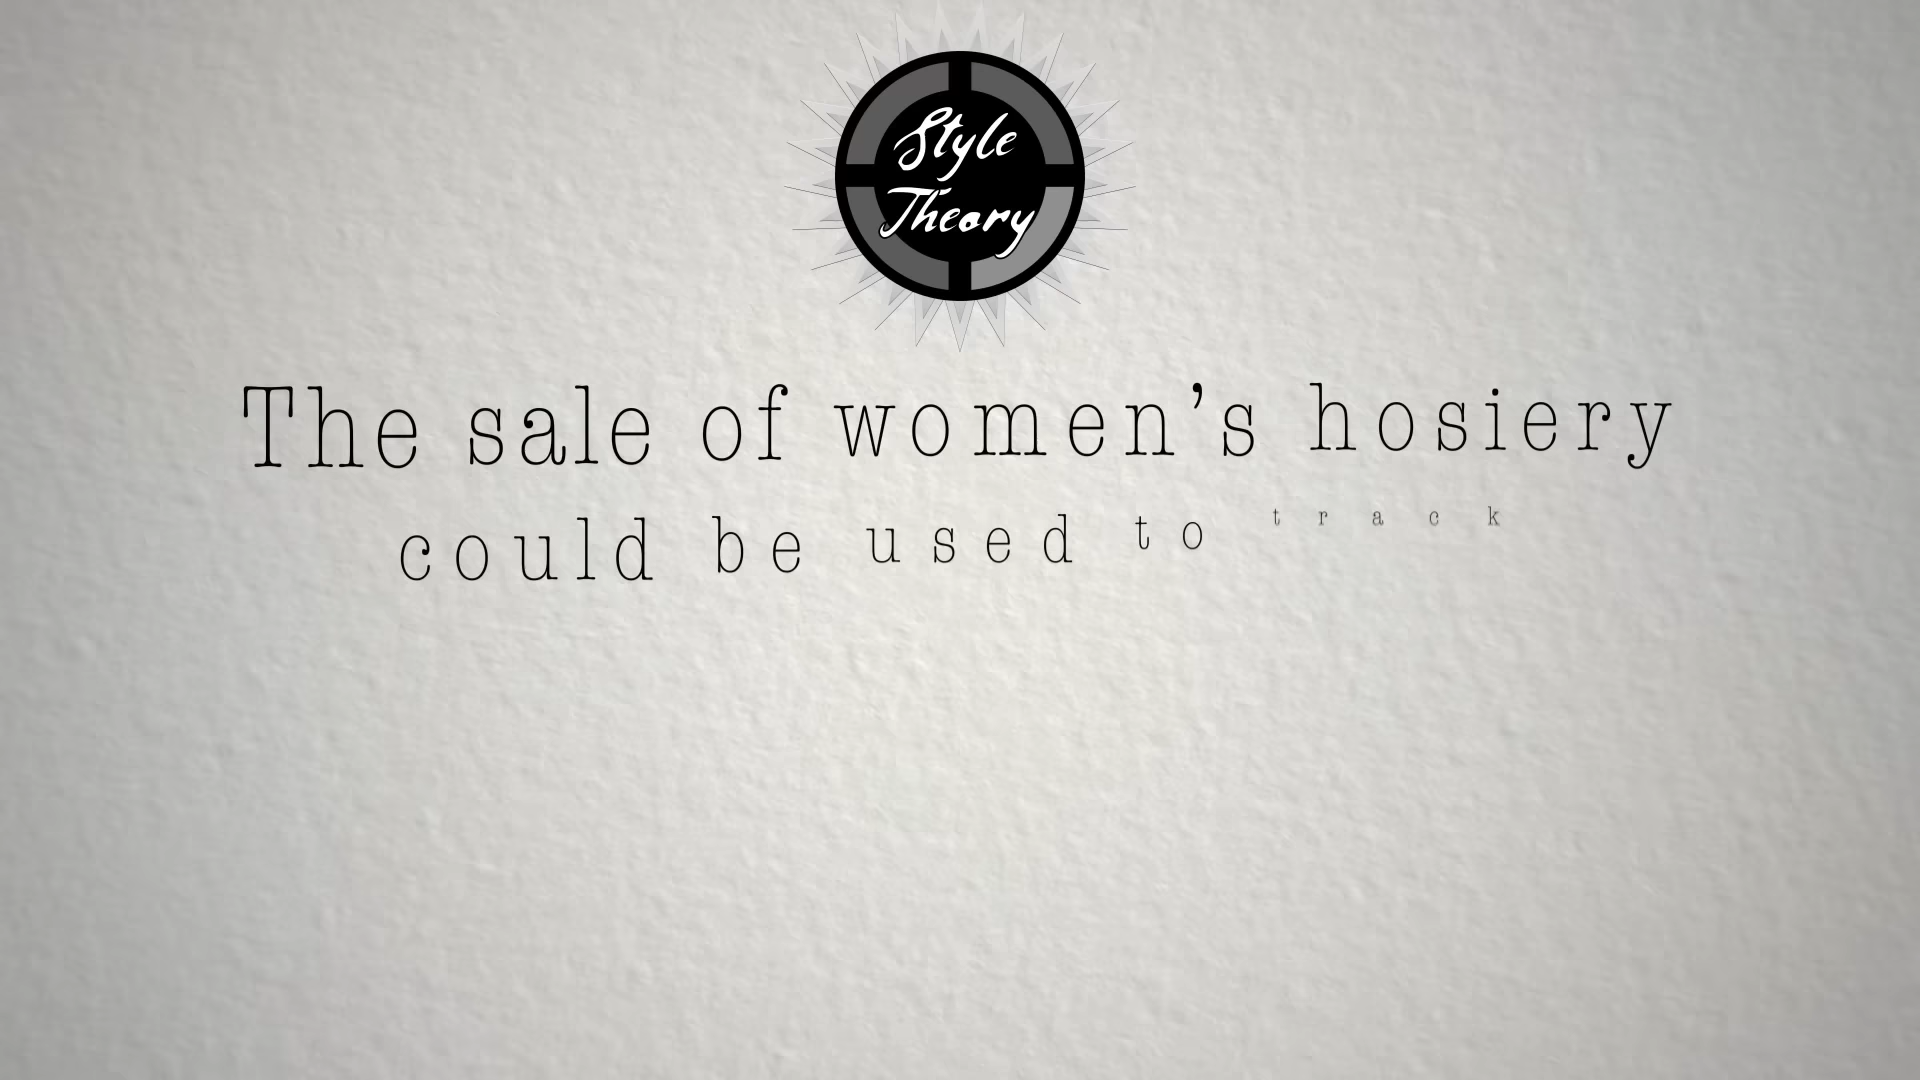 Style
Theory
The sale of women’s hosiery
could be used to track